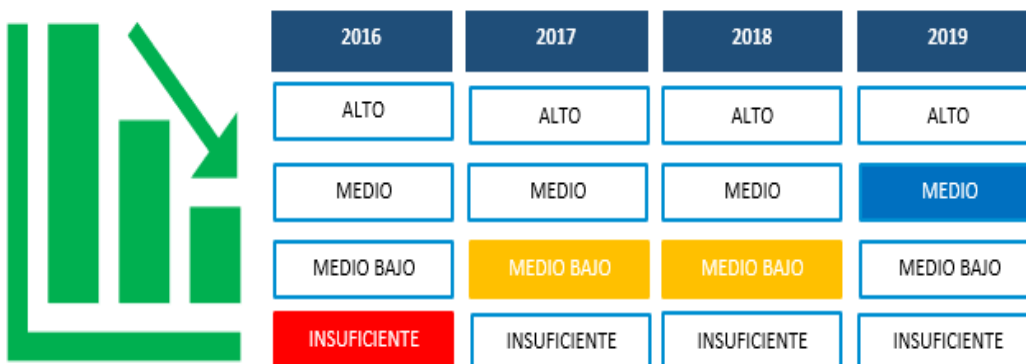 2016 2017 2018 2019
ALTO ALTO ALTO ALTO
MEDIO MEDIO MEDIO MEDIO
MEDIO BAJO MEDIO BAJO MEDIO BAJO MEDIO BAJO
INSUFICIENTE INSUFICIENTE INSUFICIENTE INSUFICIENTE